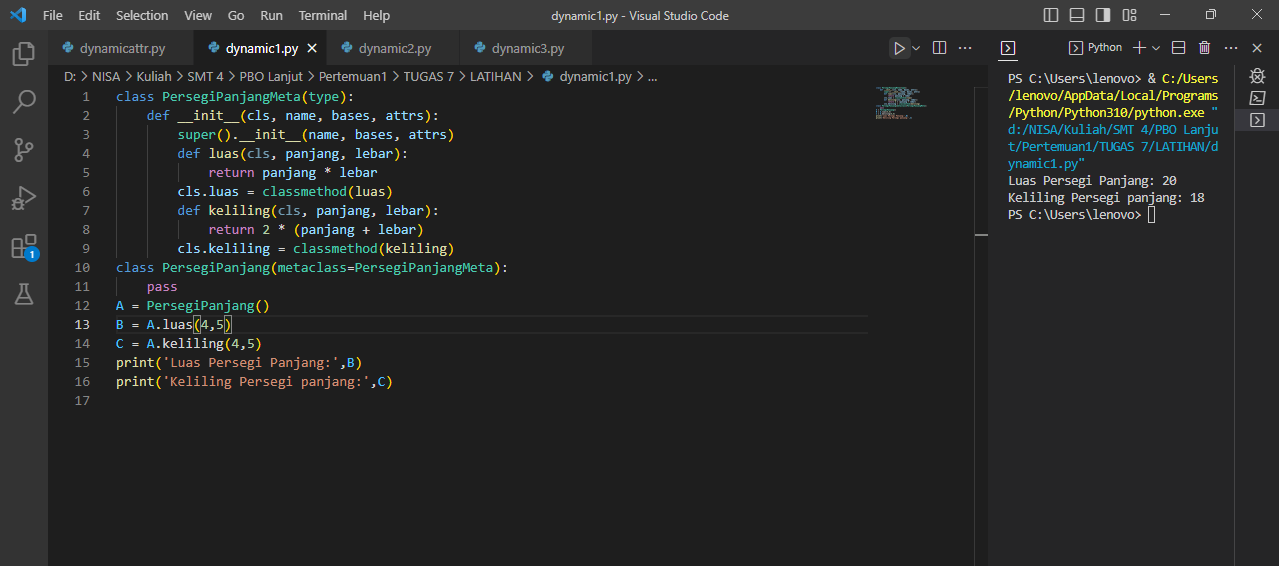 File Edit Selection View Go Run Terminal Help dynamic1.py - Visual Studio Code
dynamicattr.py dynamic1.py dynamic2.py dynamic3.py
D: > NISA > Kuliah > SMT 4 > PBO Lanjut > Pertemuan1 > TUGAS 7 > LATIHAN > dynamic1.py > ...
1 class PersegiPanjangMeta(type):
2     def __init__(cls, name, bases, attrs):
3         super().__init__(name, bases, attrs)
4         def luas(cls, panjang, lebar):
5             return panjang * lebar
6         cls.luas = classmethod(luas)
7         def keliling(cls, panjang, lebar):
8             return 2 * (panjang + lebar)
9         cls.keliling = classmethod(keliling)
10 class PersegiPanjang(metaclass=PersegiPanjangMeta):
11     pass
12 A = PersegiPanjang()
13 B = A.luas(4,5)
14 C = A.keliling(4,5)
15 print('Luas Persegi Panjang:',B)
16 print('Keliling Persegi panjang:',C)
17
1
Python
PS C:\Users\lenovo> & C:/Users
/lenovo/AppData/Local/Programs
/Python/Python310/python.exe "
d:/NISA/Kuliah/SMT 4/PBO Lanju
t/Pertemuan1/TUGAS 7/LATIHAN/d
ynamic1.py"
Luas Persegi Panjang: 20
Keliling Persegi panjang: 18
PS C:\Users\lenovo>